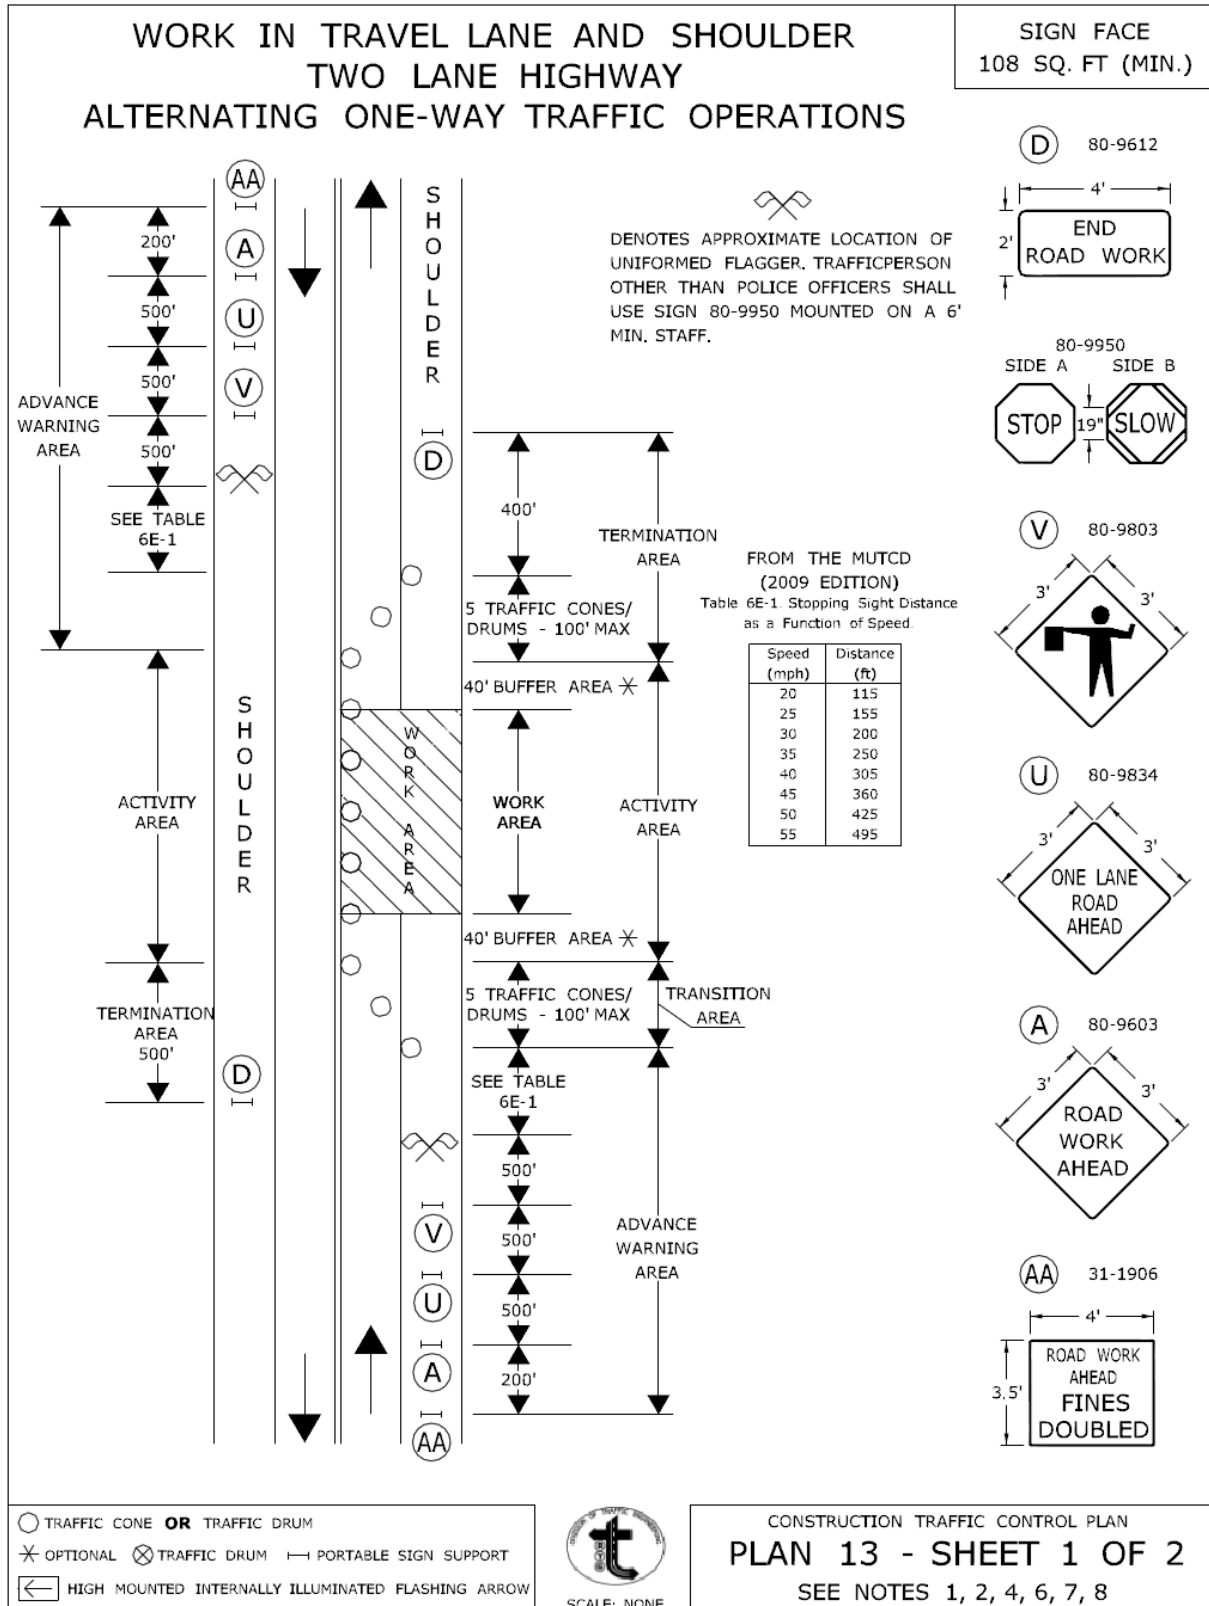 WORK IN TRAVEL LANE AND SHOULDER
TWO LANE HIGHWAY
ALTERNATING ONE-WAY TRAFFIC OPERATIONS
SIGN FACE
108 SQ. FT (MIN.)
AA
A
U
V
200'
500'
500'
500'
SEE TABLE
6E-1
ADVANCE
WARNING
AREA
SHOULDER
ACTIVITY
AREA
TERMINATION
AREA
500'
D
SHOULDER
D
400'
TERMINATION
AREA
5 TRAFFIC CONES/
DRUMS - 100' MAX
40' BUFFER AREA
WORK AREA
WORK
AREA
ACTIVITY
AREA
40' BUFFER AREA
5 TRAFFIC CONES/
DRUMS - 100' MAX
TRANSITION
AREA
SEE TABLE
6E-1
500'
500'
500'
200'
ADVANCE
WARNING
AREA
V
U
A
AA
DENOTES APPROXIMATE LOCATION OF
UNIFORMED FLAGGER. TRAFFICPERSON
OTHER THAN POLICE OFFICERS SHALL
USE SIGN 80-9950 MOUNTED ON A 6'
MIN. STAFF.
FROM THE MUTCD
(2009 EDITION)
Table 6E-1. Stopping Sight Distance
as a Function of Speed.
Speed Distance
(mph) (ft)
20 115
25 155
30 200
35 250
40 305
45 360
50 425
55 495
D 80-9612
4'
2'
END
ROAD WORK
80-9950
SIDE A SIDE B
STOP 19" SLOW
V 80-9803
3' 3'
U 80-9834
3' 3'
ONE LANE
ROAD
AHEAD
A 80-9603
3' 3'
ROAD
WORK
AHEAD
AA 31-1906
4'
3.5'
ROAD WORK
AHEAD
FINES
DOUBLED
TRAFFIC CONE OR TRAFFIC DRUM
OPTIONAL TRAFFIC DRUM PORTABLE SIGN SUPPORT
HIGH MOUNTED INTERNALLY ILLUMINATED FLASHING ARROW
DIVISION OF TRAFFIC ENGINEERING
t
SCALE: NONE
CONSTRUCTION TRAFFIC CONTROL PLAN
PLAN 13 - SHEET 1 OF 2
SEE NOTES 1, 2, 4, 6, 7, 8